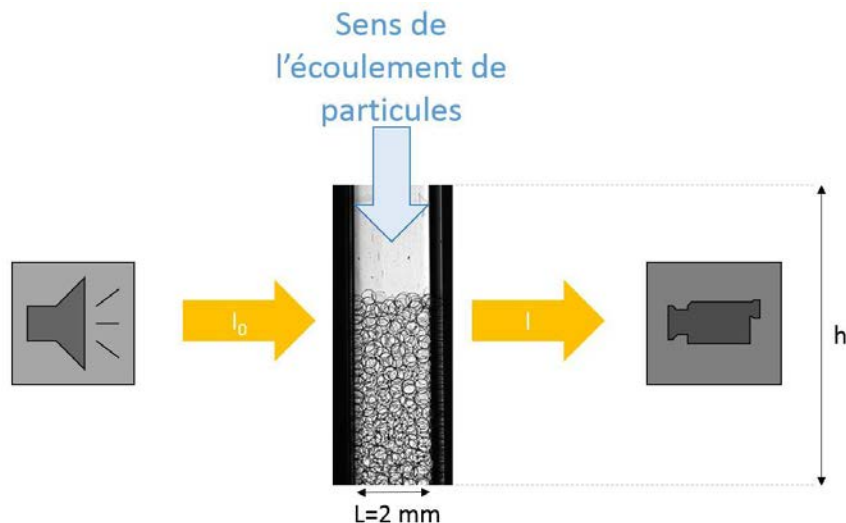 Sens de
l'écoulement de
particules
I₀
I
h
L=2 mm